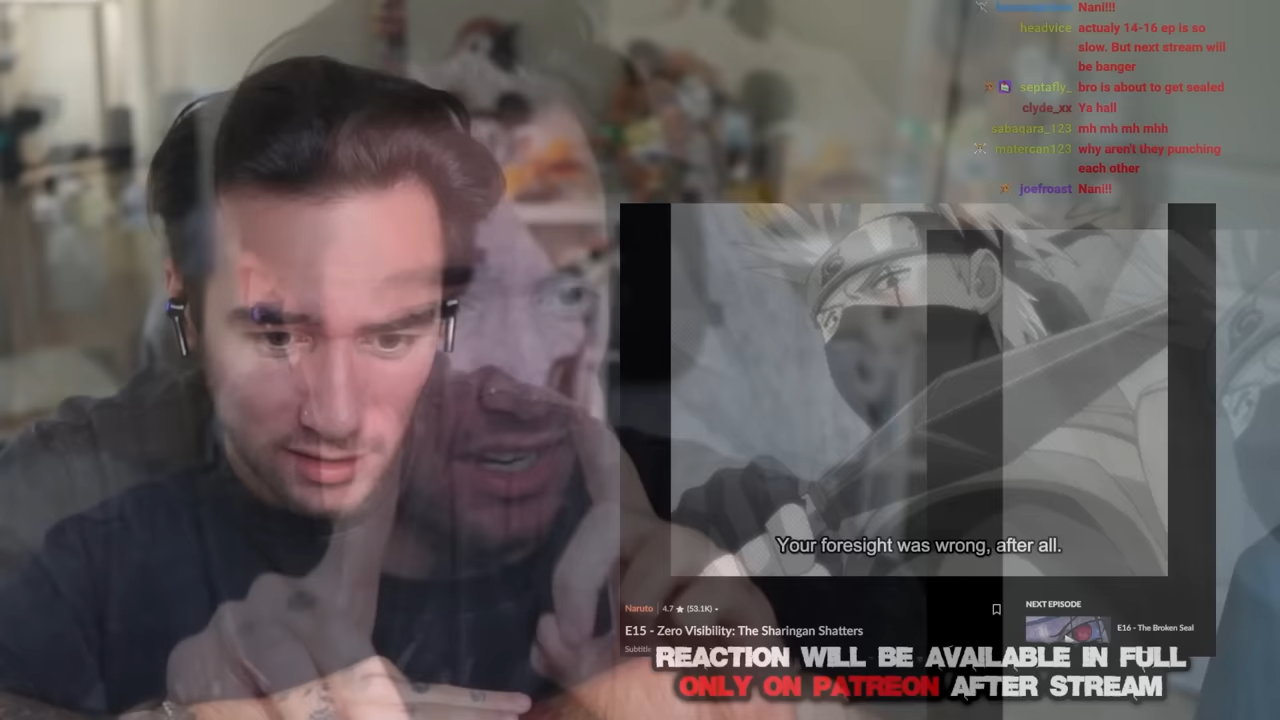 Nani!!!
headvice actualy 14-16 ep is so
slow. But next stream will
be banger
septafly_ bro is about to get sealed
clyde_xx Ya hall
sabaqara_123 mh mh mh mhh
matercan123 why aren't they punching
each other
joefroast Nani!!
Your foresight was wrong, after all.
Naruto 4.7 ★ (53.1K)
NEXT EPISODE
E15 - Zero Visibility: The Sharingan Shatters
E16 - The Broken Seal
REACTION WILL BE AVAILABLE IN FULL
ONLY ON PATREON AFTER STREAM